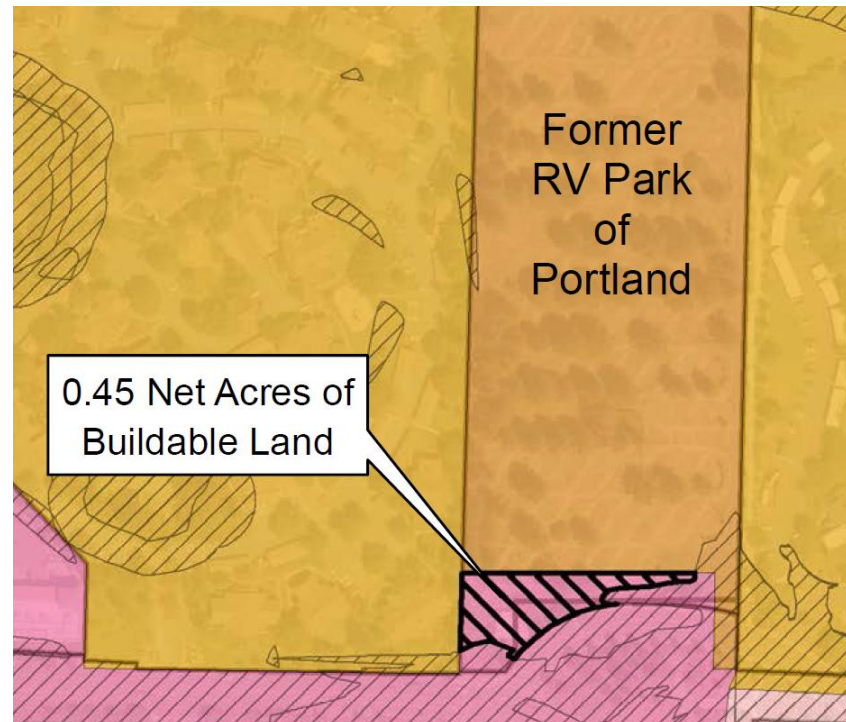 Former
RV Park
of
Portland
0.45 Net Acres of
Buildable Land